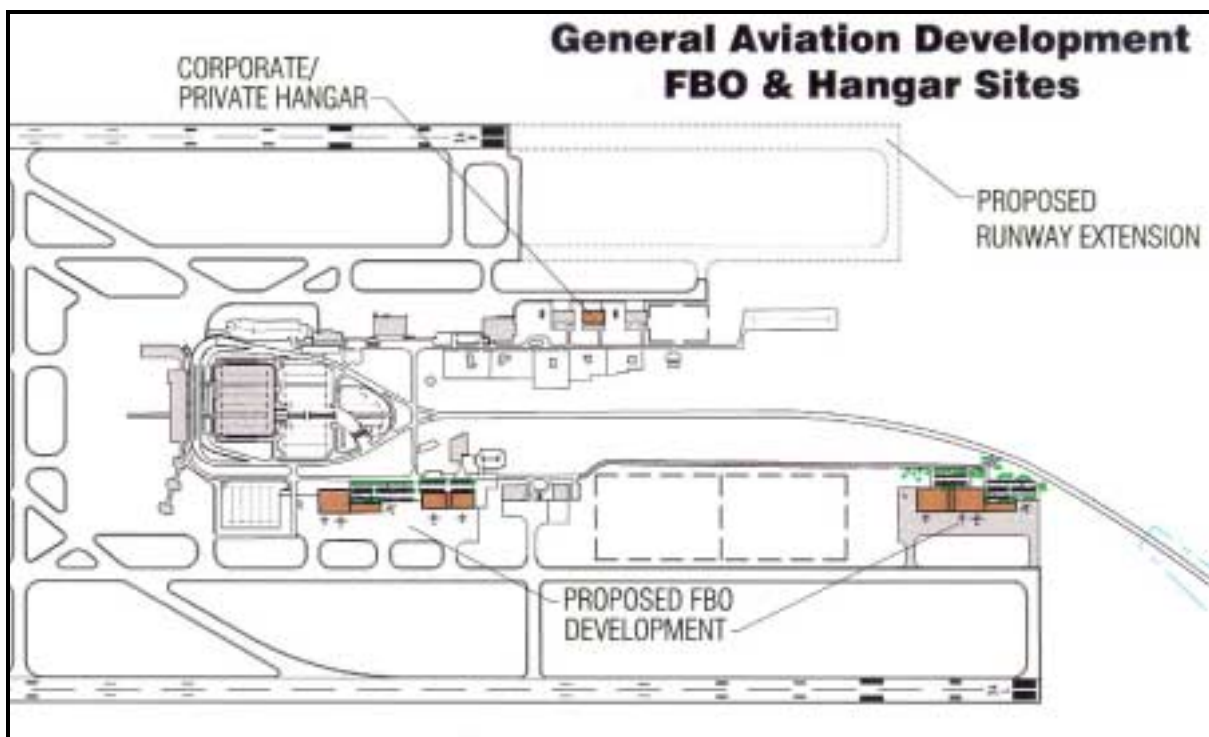 General Aviation Development
FBO & Hangar Sites
CORPORATE/
PRIVATE HANGAR
PROPOSED
RUNWAY EXTENSION
PROPOSED FBO
DEVELOPMENT